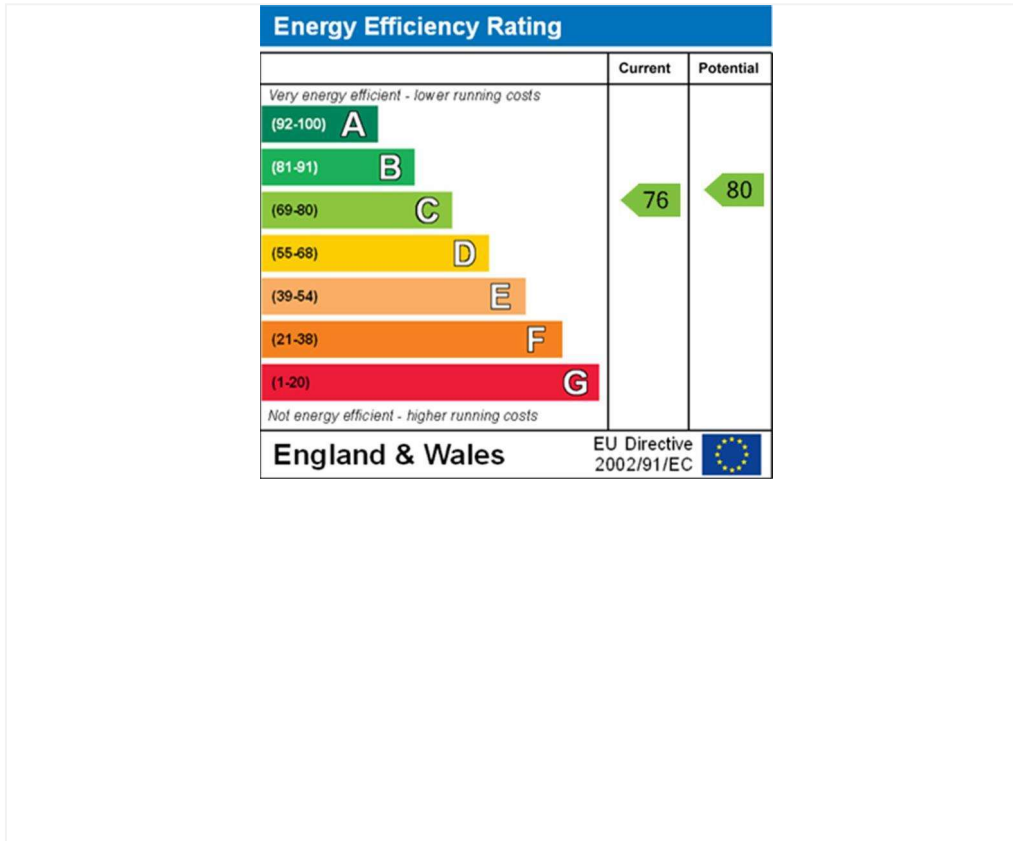 Energy Efficiency Rating
Current Potential
Very energy efficient - lower running costs
(92-100) A
(81-91) B
(69-80) C
76
80
(55-68) D
(39-54) E
(21-38) F
(1-20) G
Not energy efficient - higher running costs
England & Wales
EU Directive
2002/91/EC